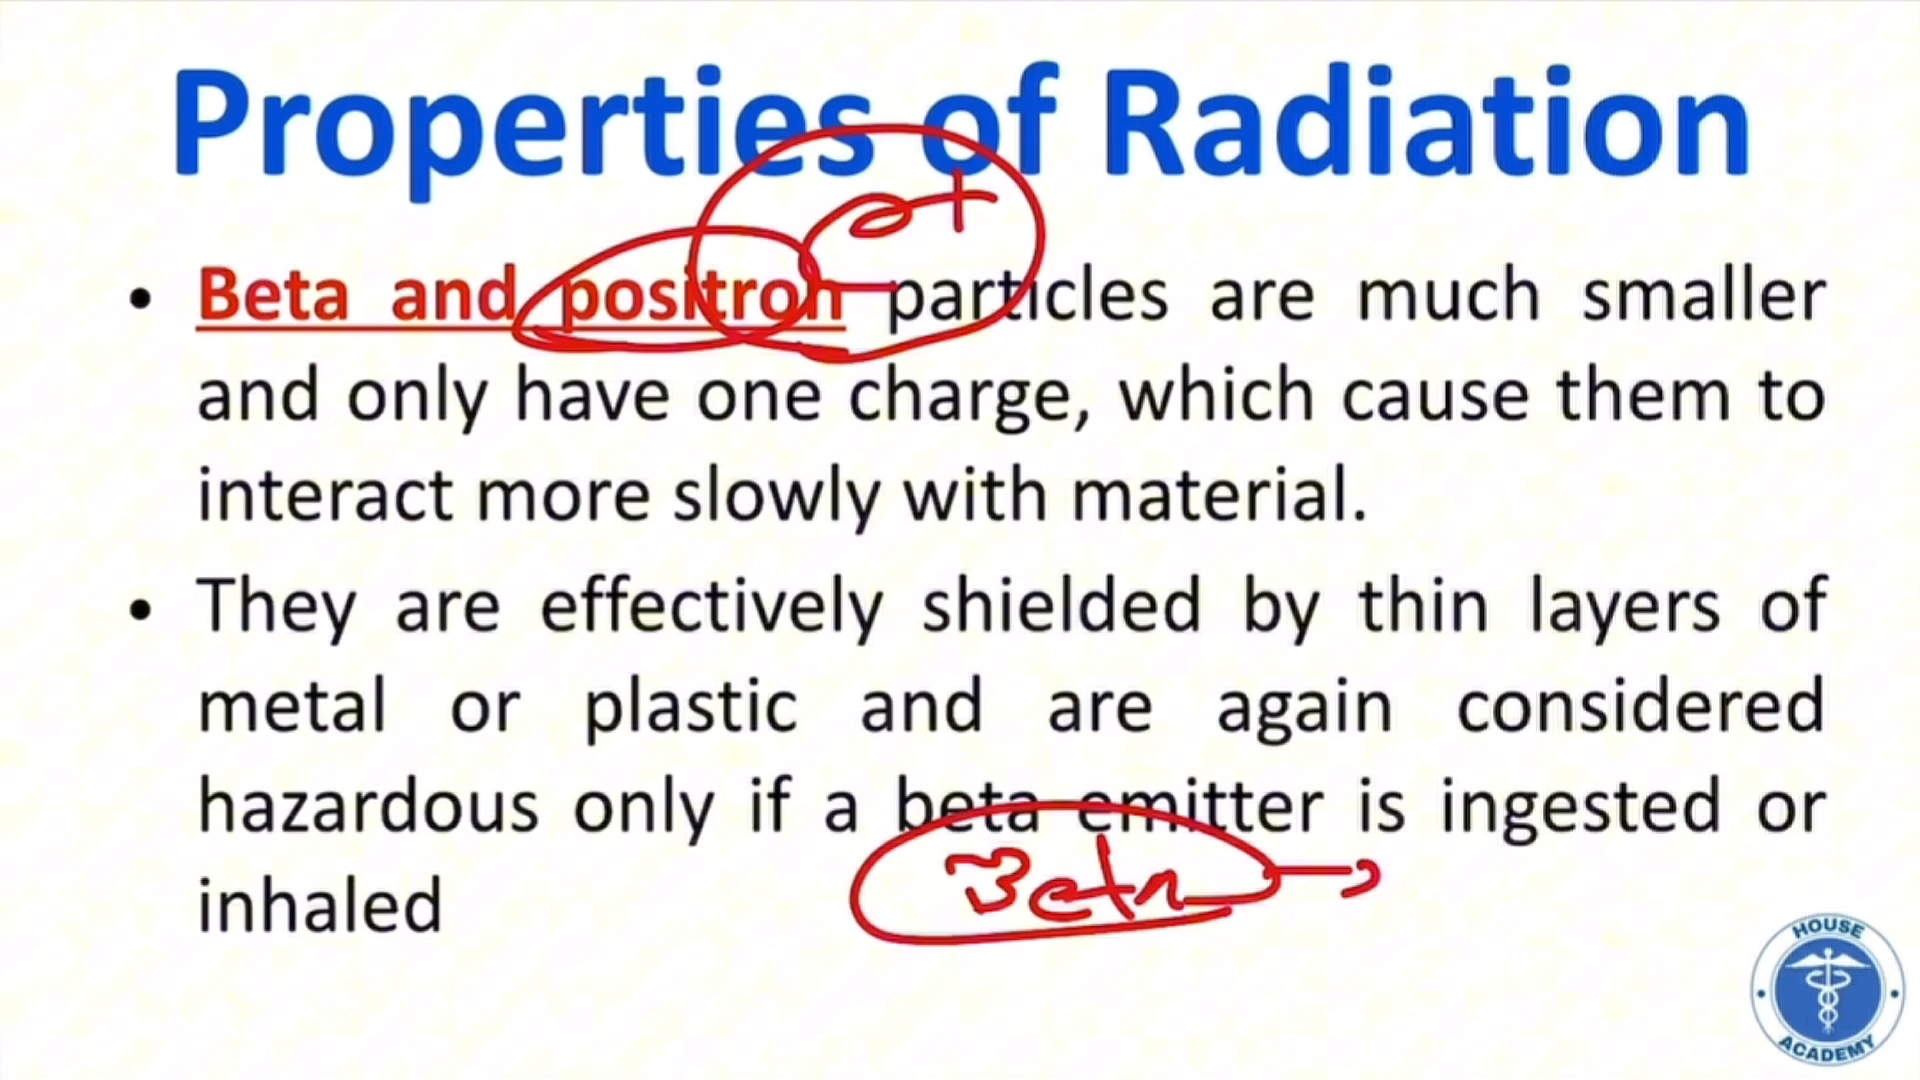 Properties of Radiation
e+
• Beta and positron particles are much smaller
and only have one charge, which cause them to
interact more slowly with material.
• They are effectively shielded by thin layers of
metal or plastic and are again considered
hazardous only if a beta emitter is ingested or
inhaled
Beta
HOUSE
ACADEMY